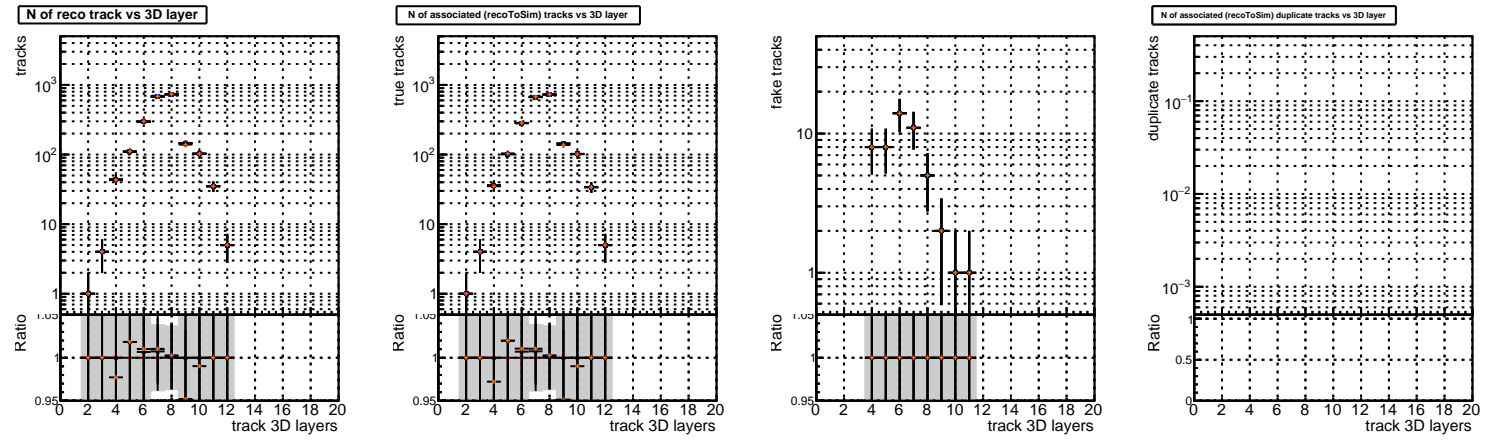 N of reco track vs 3D layer
tracks
10³
10²
10
1
Ratio
1.05
1
0.95
0 2 4 6 8 10 12 14 16 18 20
track 3D layers
N of associated (recoToSim) tracks vs 3D layer
true tracks
10³
10²
10
1
Ratio
1.05
1
0.95
0 2 4 6 8 10 12 14 16 18 20
track 3D layers
fake tracks
10
1
Ratio
1.05
1
0.95
0 2 4 6 8 10 12 14 16 18 20
track 3D layers
N of associated (recoToSim) duplicate tracks vs 3D layer
duplicate tracks
10⁻¹
10⁻²
10⁻³
Ratio
1
0.5
0
0 2 4 6 8 10 12 14 16 18 20
track 3D layers